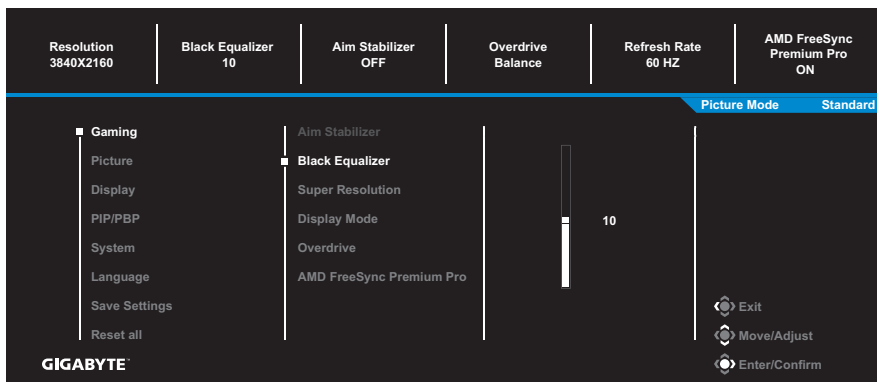 Resolution
3840X2160
Black Equalizer
10
Aim Stabilizer
OFF
Overdrive
Balance
Refresh Rate
60 HZ
AMD FreeSync
Premium Pro
ON
Picture Mode Standard
Gaming
Picture
Display
PIP/PBP
System
Language
Save Settings
Reset all
Aim Stabilizer
Black Equalizer
Super Resolution
Display Mode
Overdrive
AMD FreeSync Premium Pro
10
Exit
Move/Adjust
Enter/Confirm
GIGABYTE™